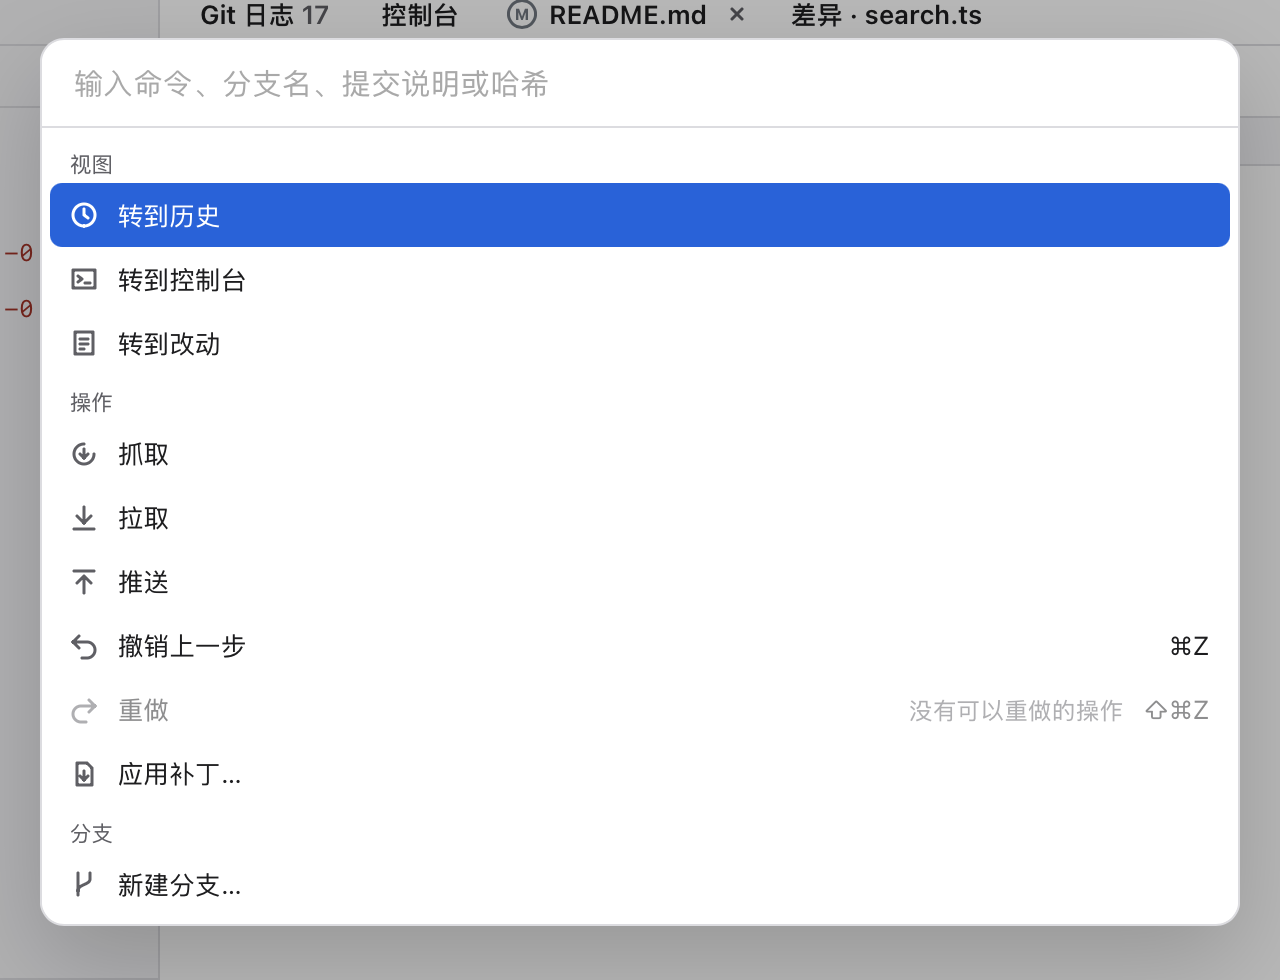 Git 日志 17 控制台 M README.md × 差异 · search.ts
输入命令、分支名、提交说明或哈希
视图
转到历史
−0
转到控制台
−0
转到改动
操作
抓取
拉取
推送
撤销上一步 ⌘Z
重做 没有可以重做的操作 ⇧⌘Z
应用补丁...
分支
新建分支...